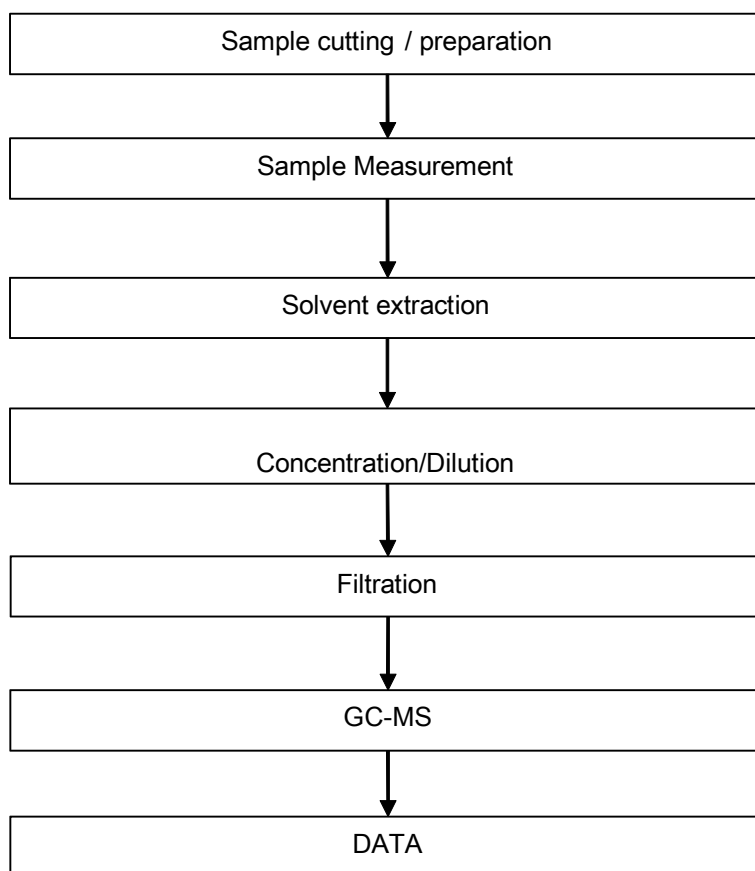 Sample cutting / preparation
Sample Measurement
Solvent extraction
Concentration/Dilution
Filtration
GC-MS
DATA